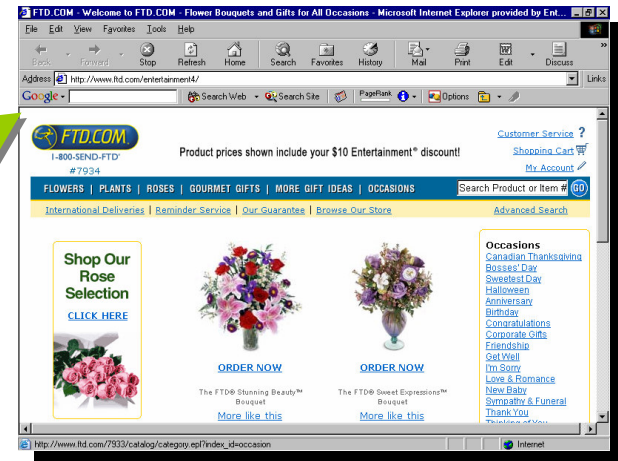 FTD.COM - Welcome to FTD.COM - Flower Bouquets and Gifts for All Occasions - Microsoft Internet Explorer provided by Ent...
File Edit View Favorites Tools Help
Back Forward Stop Refresh Home Search Favorites History Mail Print Edit Discuss »
Address http://www.ftd.com/entertainment4/ Links
Google Search Web Search Site PageRank Options
FTD.COM.
1-800-SEND-FTD'
#7934
Product prices shown include your $10 Entertainment® discount!
Customer Service ?
Shopping Cart
My Account
FLOWERS | PLANTS | ROSES | GOURMET GIFTS | MORE GIFT IDEAS | OCCASIONS Search Product or Item # GO
International Deliveries | Reminder Service | Our Guarantee | Browse Our Store Advanced Search
Shop Our
Rose
Selection
CLICK HERE
ORDER NOW
The FTD® Stunning Beauty™
Bouquet
More like this
ORDER NOW
The FTD® Sweet Expressions™
Bouquet
More like this
Occasions
Canadian Thanksgiving
Bosses' Day
Sweetest Day
Halloween
Anniversary
Birthday
Congratulations
Corporate Gifts
Friendship
Get Well
I'm Sorry
Love & Romance
New Baby
Sympathy & Funeral
Thank You
Thinking of You
http://www.ftd.com/7933/catalog/category.epl?index_id=occasion Internet